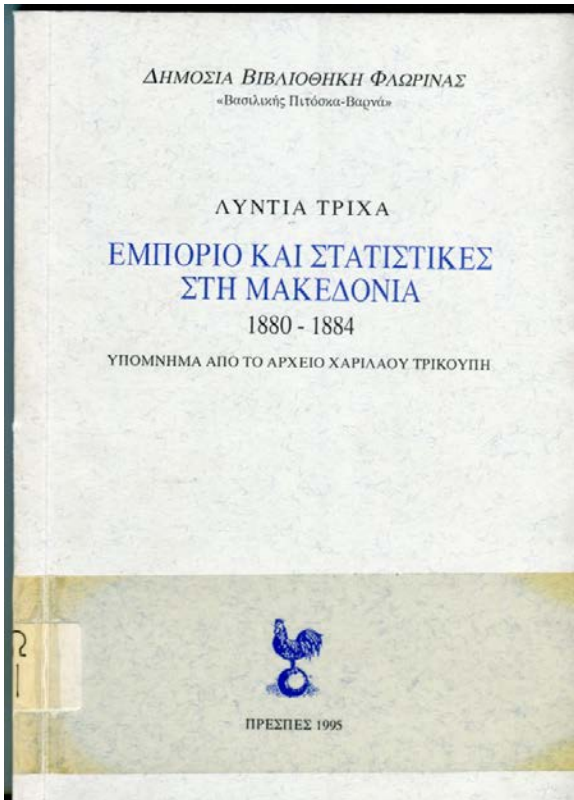 ΔΗΜΟΣΙΑ ΒΙΒΛΙΟΘΗΚΗ ΦΛΩΡΙΝΑΣ
«Βασιλικής Πιτόσκα-Βαρνά»
ΛΥΝΤΙΑ ΤΡΙΧΑ
ΕΜΠΟΡΙΟ ΚΑΙ ΣΤΑΤΙΣΤΙΚΕΣ
ΣΤΗ ΜΑΚΕΔΟΝΙΑ
1880 - 1884
ΥΠΟΜΝΗΜΑ ΑΠΟ ΤΟ ΑΡΧΕΙΟ ΧΑΡΙΛΑΟΥ ΤΡΙΚΟΥΠΗ
ΠΡΕΣΠΕΣ 1995